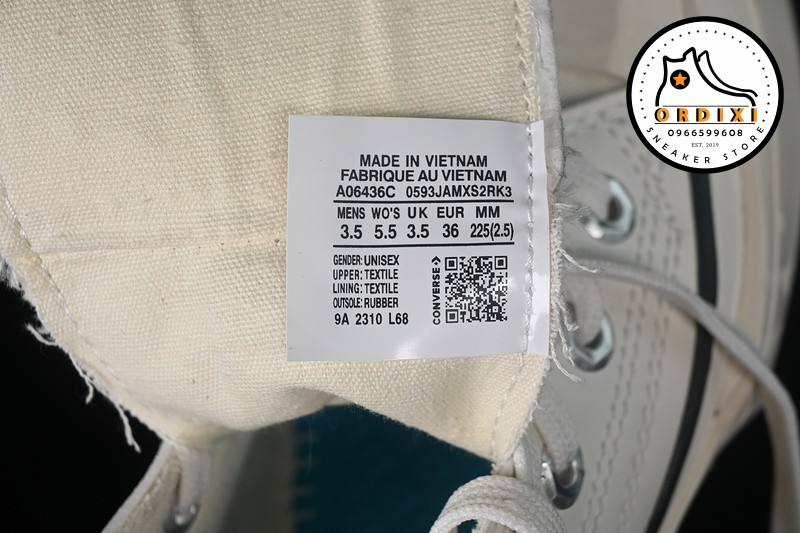 MADE IN VIETNAM
FABRIQUE AU VIETNAM
A06436C 0593JAMXS2RK3
MENS WO'S UK EUR MM
3.5 5.5 3.5 36 225(2.5)
GENDER: UNISEX
UPPER: TEXTILE
LINING: TEXTILE
OUTSOLE: RUBBER
9A 2310 L68
CONVERSE
ORDIXI
0966599608
EST. 2019
SNEAKER STORE